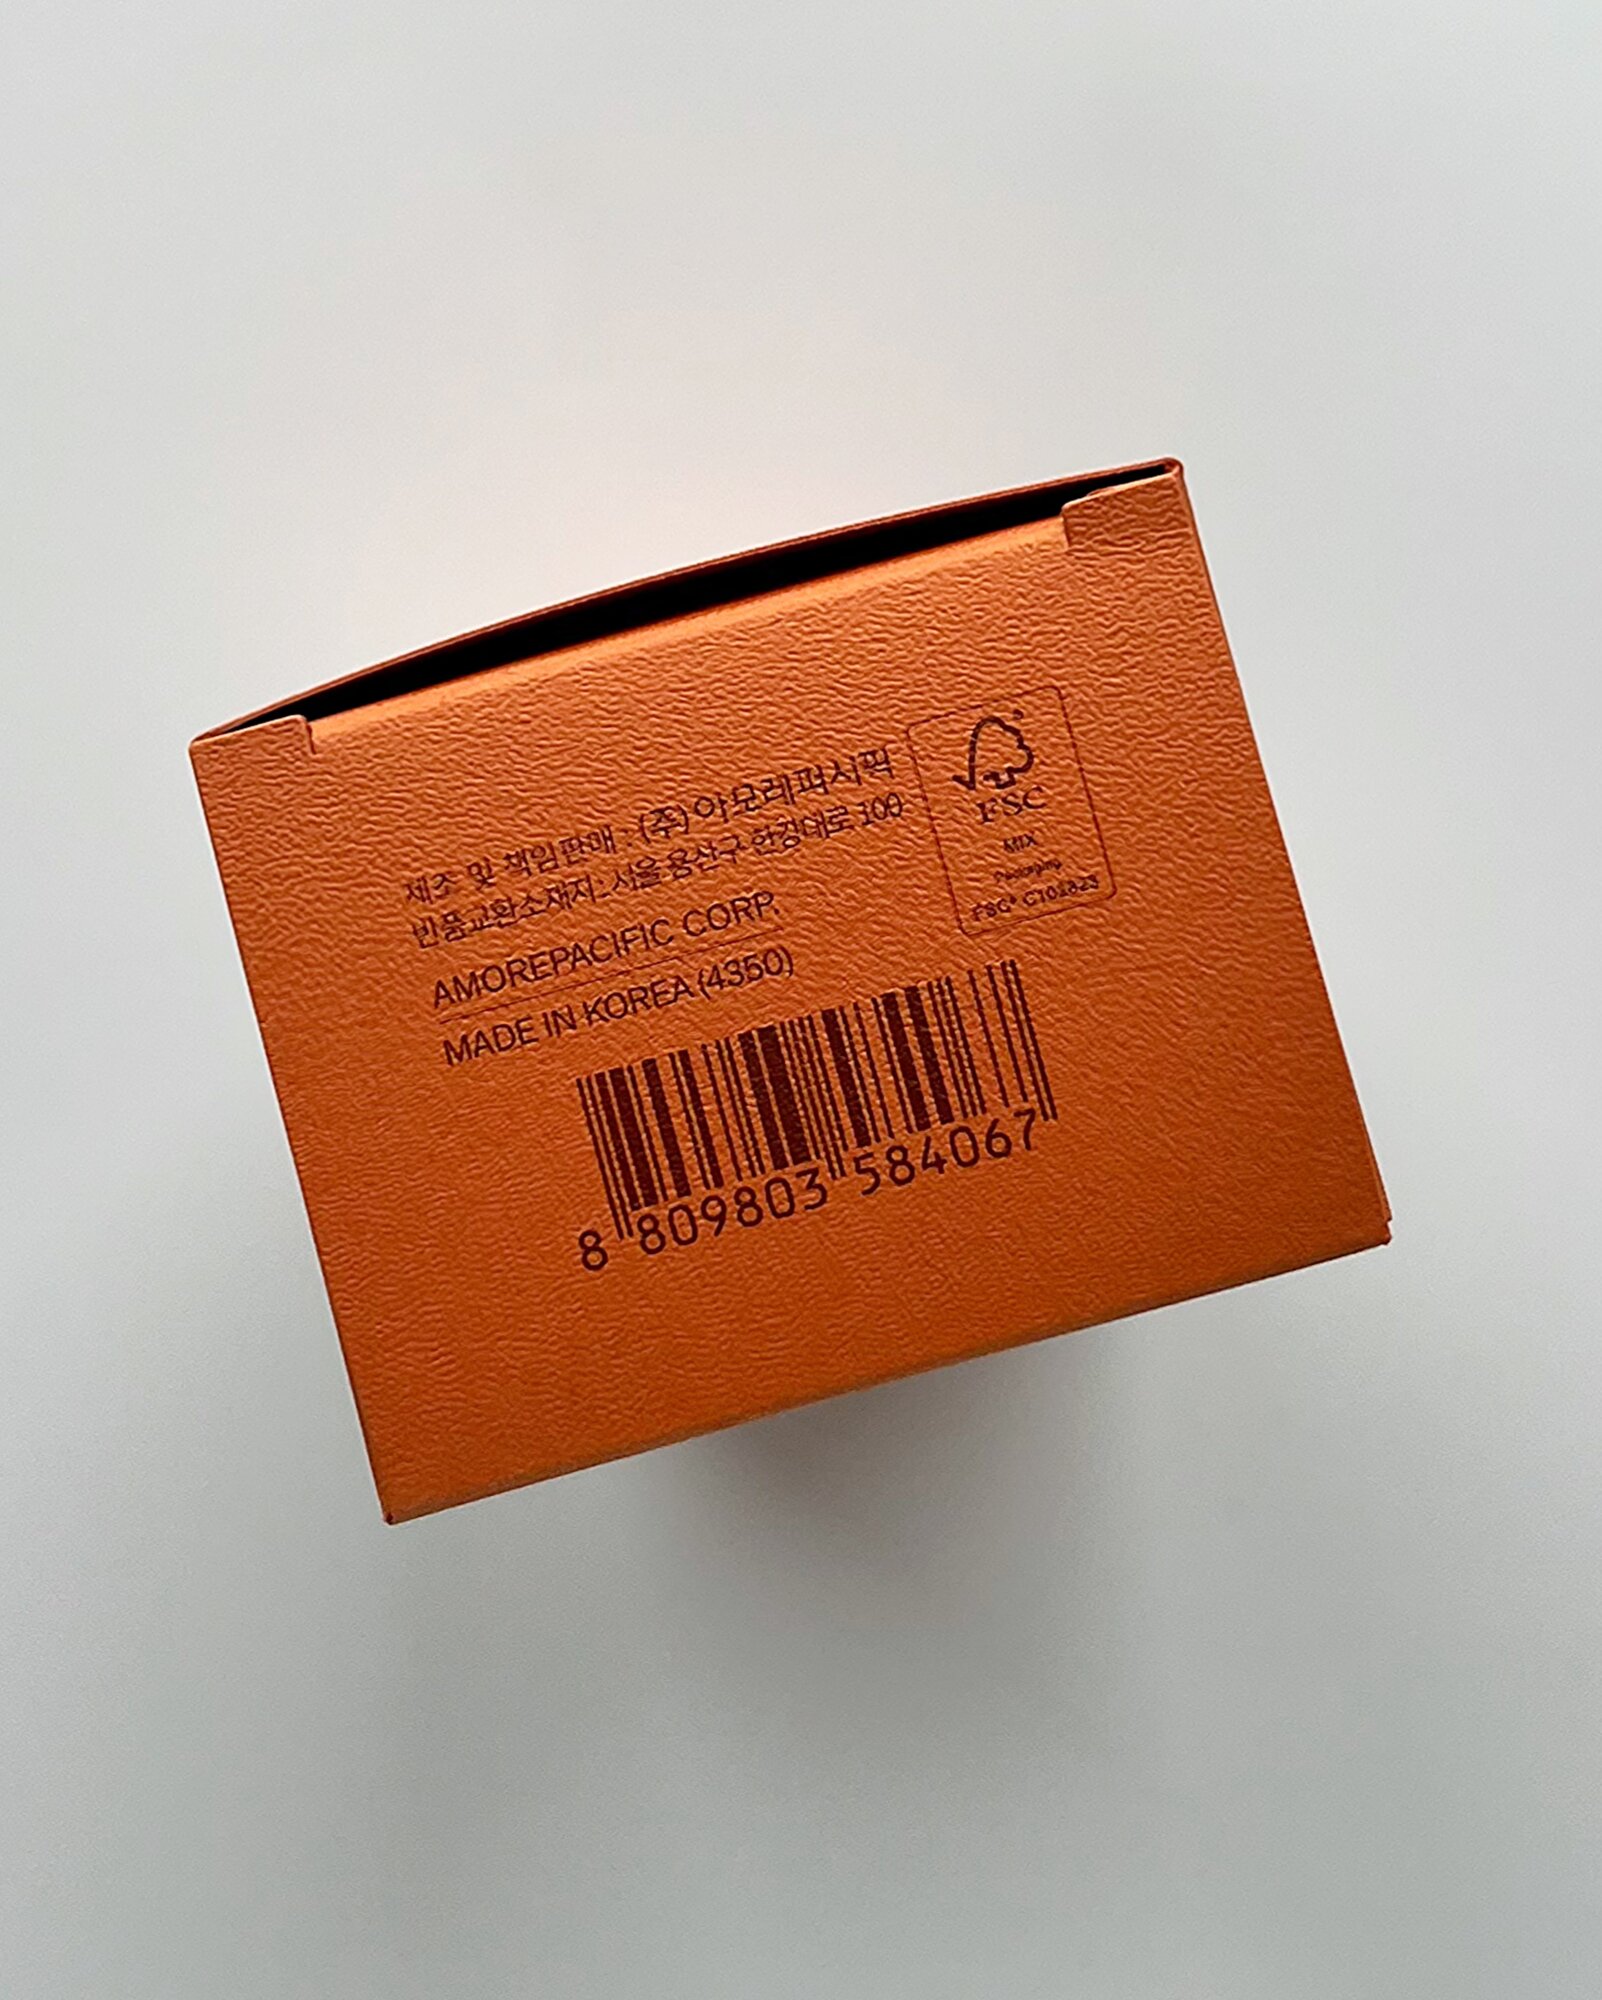 제조 및 책임판매 : (주) 아모레퍼시픽
반품교환소재지 : 서울 용산구 한강대로 100
AMOREPACIFIC CORP.
MADE IN KOREA (4350)
FSC
MIX
Packaging
FSC® C101823
8 809803 584067